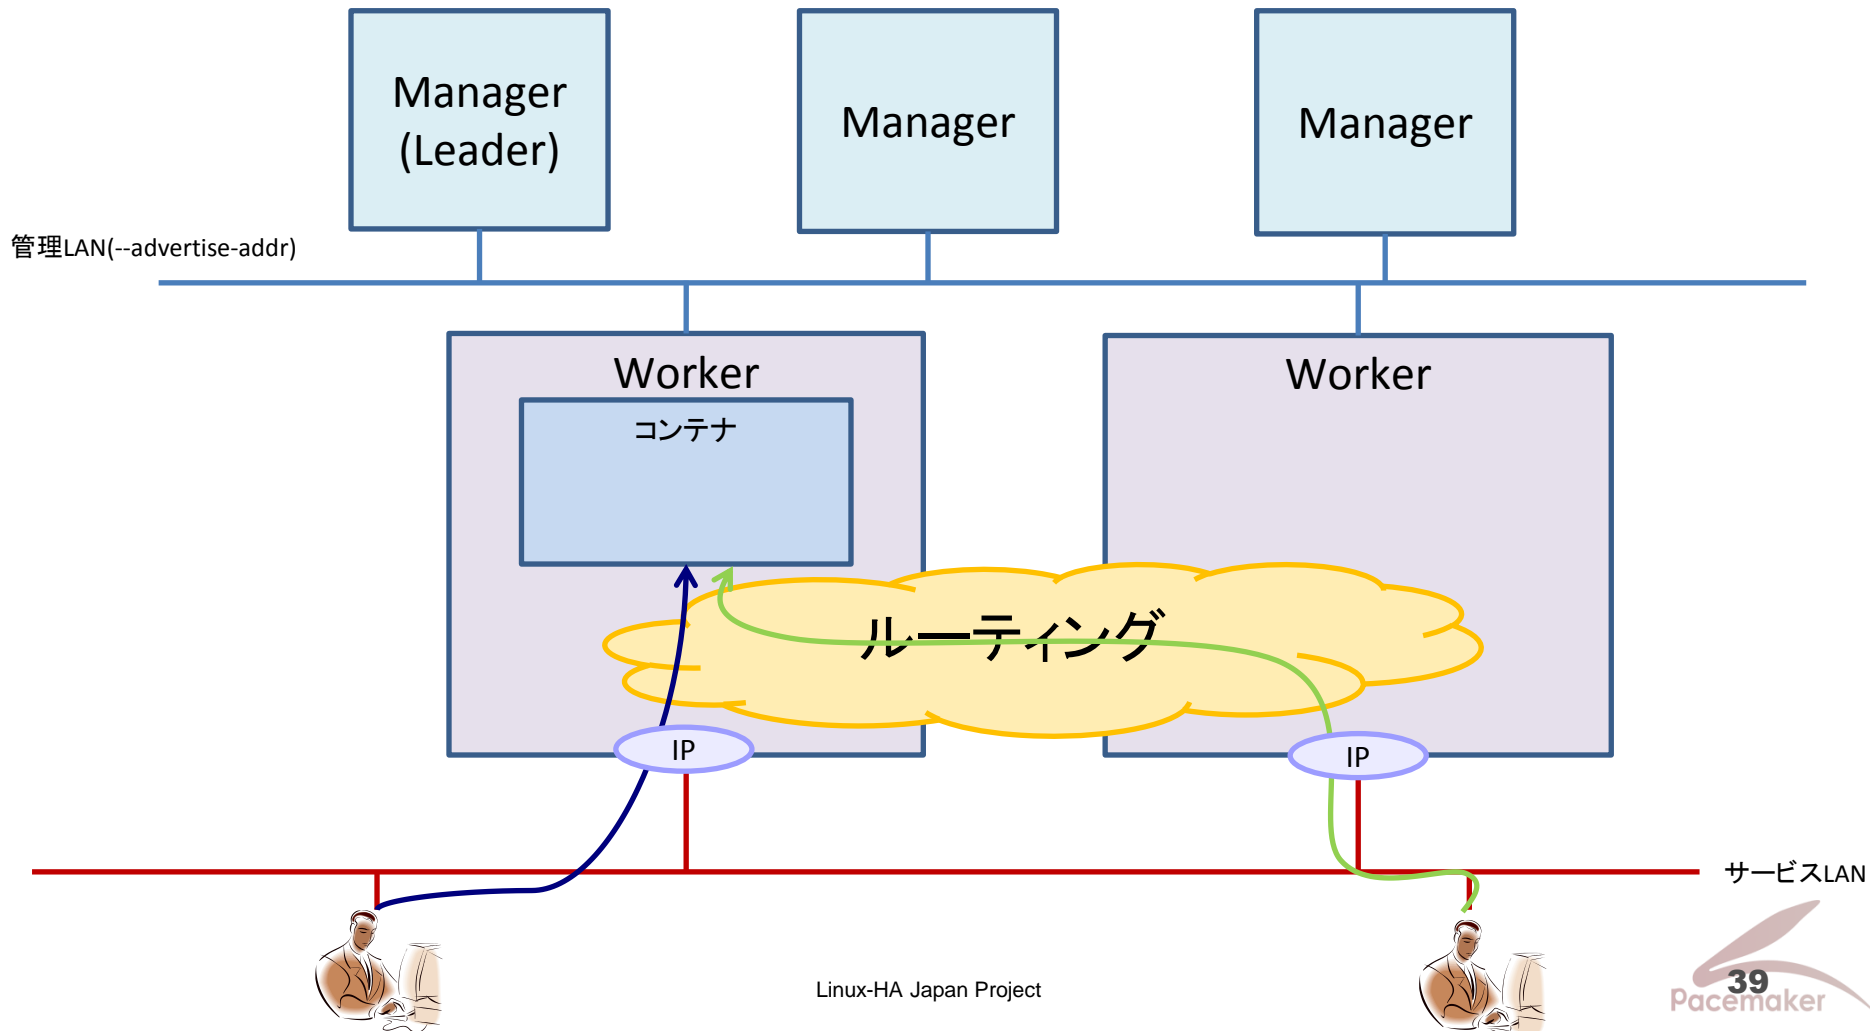 Manager
(Leader)
Manager
Manager
管理LAN(--advertise-addr)
Worker
Worker
コンテナ
ルーティング
IP
IP
サービスLAN
Linux-HA Japan Project
39
Pacemaker